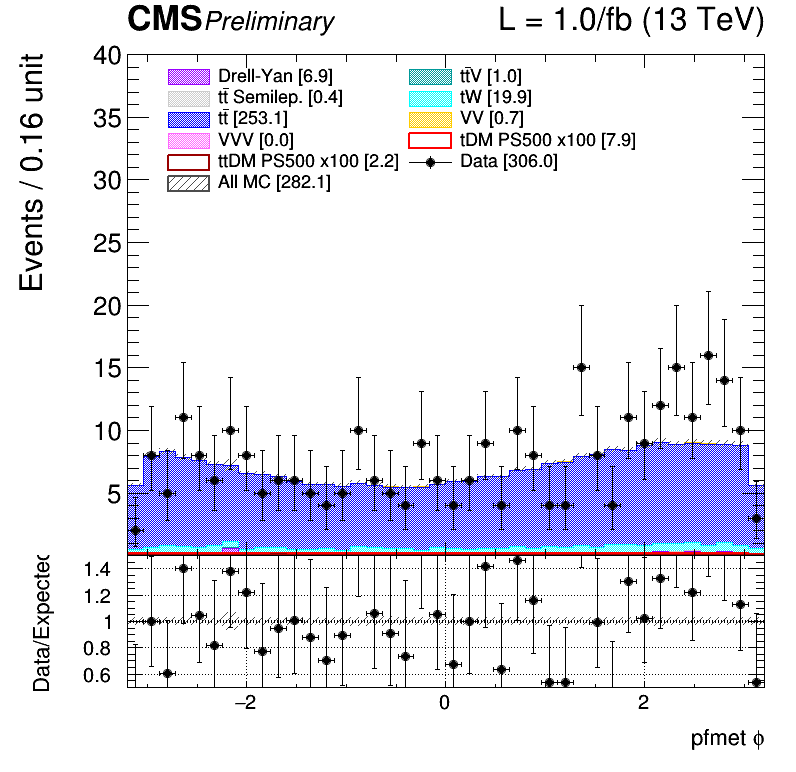 CMS Preliminary L = 1.0/fb (13 TeV)
Events / 0.16 unit
40
35
30
25
20
15
10
5
Drell-Yan [6.9]
tt̄ Semilep. [0.4]
tt̄ [253.1]
VVV [0.0]
ttDM PS500 x100 [2.2]
All MC [282.1]
tt̄V [1.0]
tW [19.9]
VV [0.7]
tDM PS500 x100 [7.9]
Data [306.0]
Data/Expected
1.4
1.2
1
0.8
0.6
−2 0 2
pfmet ϕ